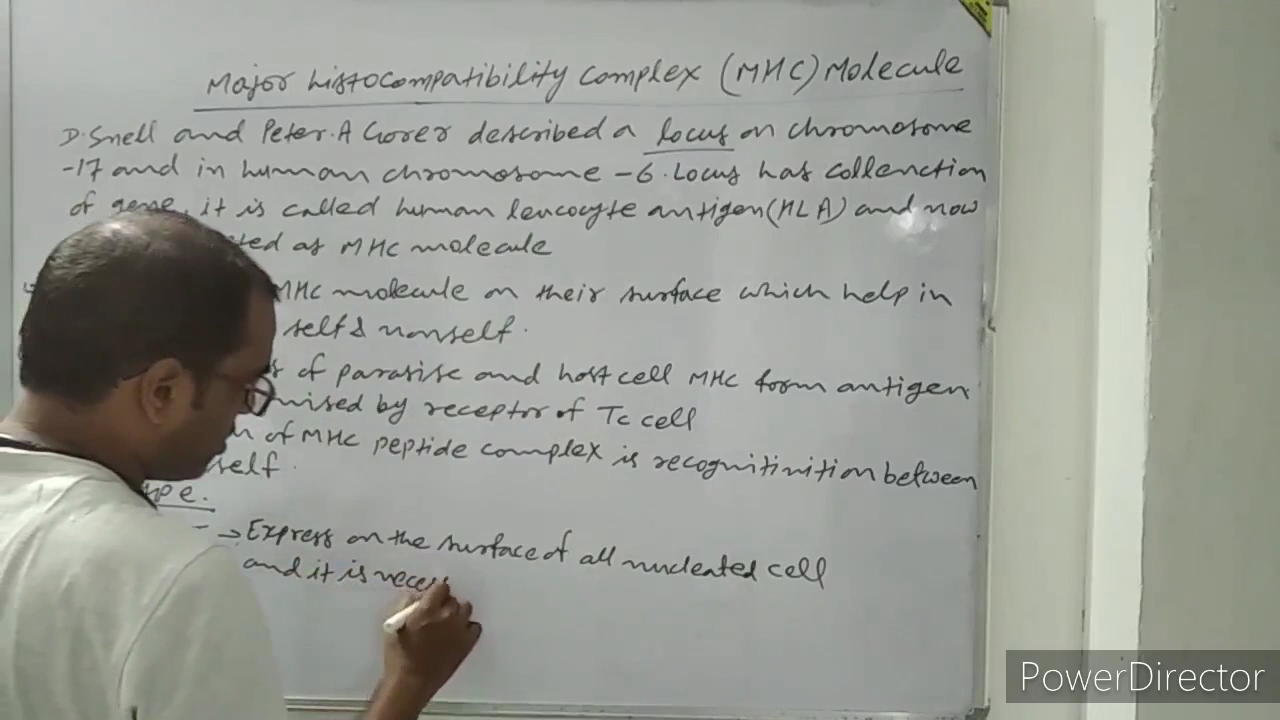 Major Histocompatibility Complex (MHC) Molecule
D. Snell and Peter. A Gorer described a locus on chromosome
-17 and in human chromosome -6. Locus has collenction
of gene. it is called human leucocyte antigen (HLA) and now
as MHC molecule
MHC molecule on their surface which help in
self & nonself.
of parasite and host cell MHC form antigen
by receptor of Tc cell
of MHC peptide complex is recognitinition between
self.
→ Express on the surface of all nucleated cell
and it is
PowerDirector